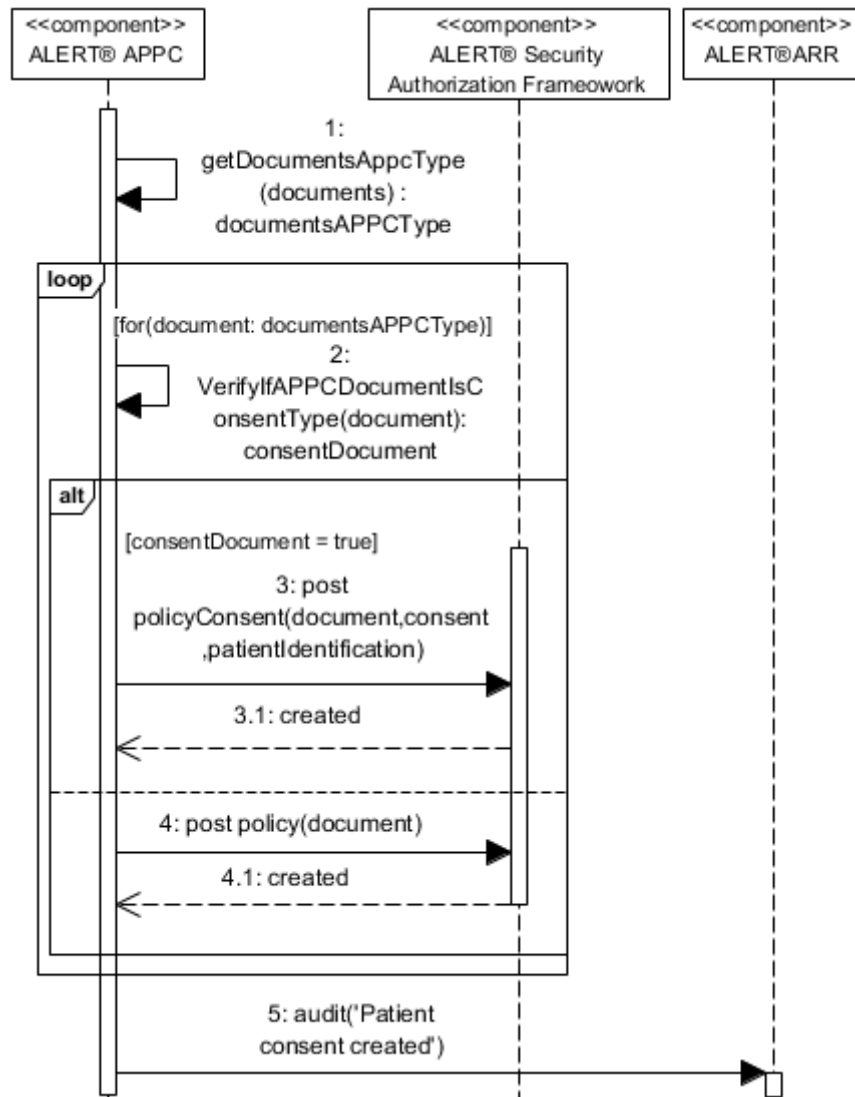 <<component>>
ALERT® APPC
<<component>>
ALERT® Security
Authorization Frameowork
<<component>>
ALERT®ARR
1:
getDocumentsAppcType
(documents) :
documentsAPPCType
loop
[for(document: documentsAPPCType)]
2:
VerifyIfAPPCDocumentIsC
onsentType(document):
consentDocument
alt
[consentDocument = true]
3: post
policyConsent(document,consent
,patientIdentification)
3.1: created
4: post policy(document)
4.1: created
5: audit('Patient
consent created')